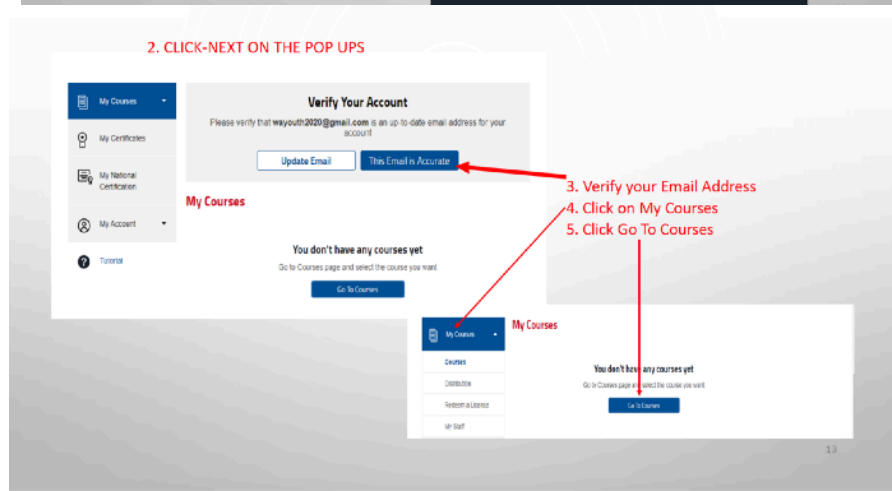 2. CLICK-NEXT ON THE POP UPS
My Courses
My Certificates
My National
Certification
My Account
Tutorial
Verify Your Account
Please verify that wayouth2020@gmail.com is an up-to-date email address for your
account
Update Email
This Email is Accurate
My Courses
You don't have any courses yet
Go to Courses page and select the course you want
Go To Courses
3. Verify your Email Address
4. Click on My Courses
5. Click Go To Courses
My Courses
Courses
Distribution
Redeem a License
My Staff
My Courses
You don't have any courses yet
Go to Courses page and select the course you want
Go To Courses
13